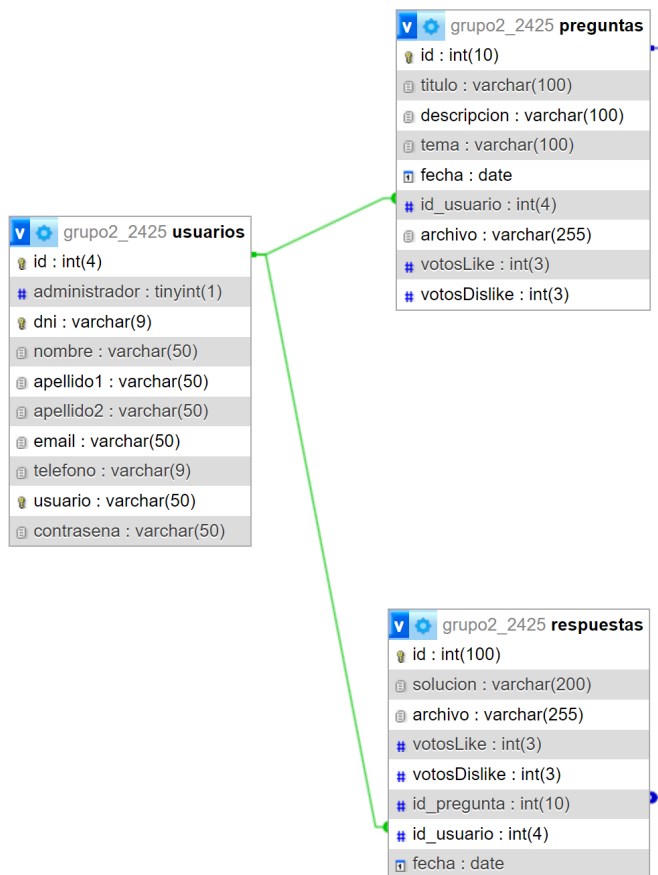 v grupo2_2425 preguntas
id : int(10)
titulo : varchar(100)
descripcion : varchar(100)
tema : varchar(100)
fecha : date
# id_usuario : int(4)
archivo : varchar(255)
# votosLike : int(3)
# votosDislike : int(3)
v grupo2_2425 usuarios
id : int(4)
# administrador : tinyint(1)
dni : varchar(9)
nombre : varchar(50)
apellido1 : varchar(50)
apellido2 : varchar(50)
email : varchar(50)
telefono : varchar(9)
usuario : varchar(50)
contrasena : varchar(50)
v grupo2_2425 respuestas
id : int(100)
solucion : varchar(200)
archivo : varchar(255)
# votosLike : int(3)
# votosDislike : int(3)
# id_pregunta : int(10)
# id_usuario : int(4)
fecha : date